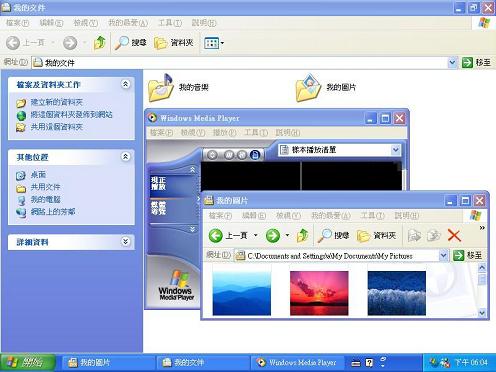 我的文件
檔案(F) 編輯(E) 檢視(V) 我的最愛(A) 工具(T) 說明(H)
上一頁 搜尋 資料夾
網址(D) 我的文件 移至
檔案及資料夾工作
建立新的資料夾
將這個資料夾發佈到網站
共用這個資料夾
其他位置
桌面
共用文件
我的電腦
網路上的芳鄰
詳細資料
我的音樂
我的圖片
Windows Media Player
檔案(F) 檢視(V) 播放(P) 工具(T) 說明(H)
樣本播放清單
現正
播放
媒體
導覽
Windows
Media Player
我的圖片
檔案(F) 編輯(E) 檢視(V) 我的最愛(A) 工具(T) 說明(H)
上一頁 搜尋 資料夾
網址(D) C:\Documents and Settings\s\My Documents\My Pictures 移至
開始 我的圖片 我的文件 Windows Media Player 下午 06:04